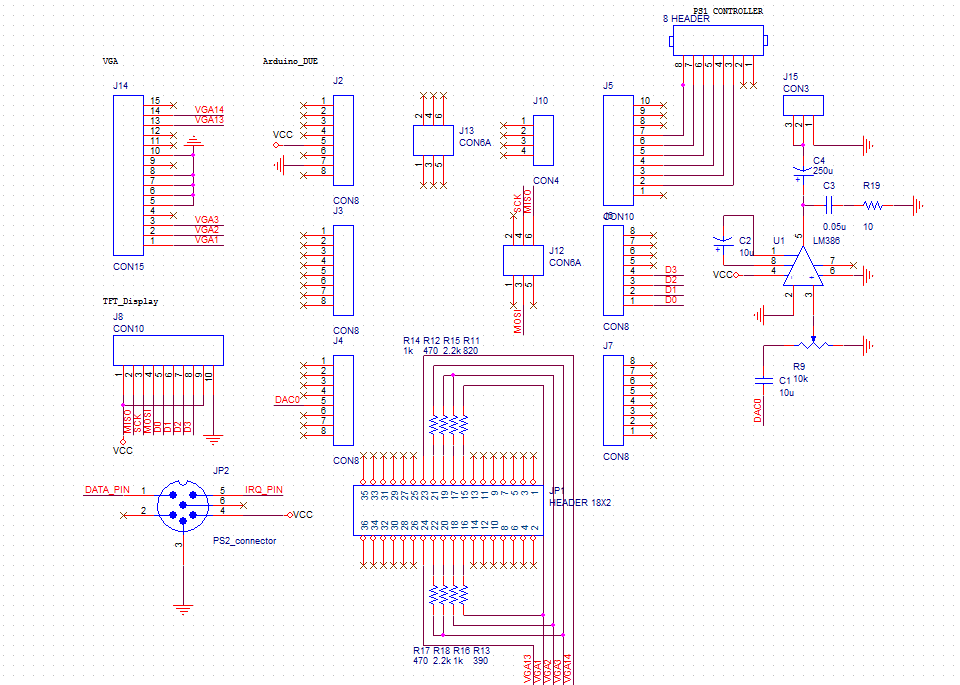 PS1 CONTROLLER
8 HEADER
8 7 6 5 4 3 2 1
VGA
Arduino_DUE
J14
15
14 VGA14
13 VGA13
12
11
10
9
8
7
6
5
4
3 VGA3
2 VGA2
1 VGA1
CON15
J2
1
2
3
4
VCC 5
6
7
8
CON8
J3
1
2
3
4
5
6
7
8
CON8
J4
1
2
3
4
DAC0 5
6
7
8
CON8
2 4 6
J13
CON6A
1 3 5
J10
1
2
3
4
CON4
SCK MISO
2 4 6
J12
CON6A
1 3 5
MOSI
J5
10
9
8
7
6
5
4
3
2
1
CON10
8
7
6
5
4 D3
3 D2
2 D1
1 D0
CON8
J7
8
7
6
5
4
3
2
1
CON8
J15
CON3
3 2 1
C4
250u
+
C3
0.05u
R19
10
C2
10u
+
U1
LM386
5
1
8
VCC 4
7
6
- +
2 3
R9
10k
C1
10u
DAC0
TFT_Display
J8
CON10
1 2 3 4 5 6 7 8 9 10
MISO SCK MOSI D0 D1 D2 D3
VCC
JP2
DATA_PIN 1
5 IRQ_PIN
6
2
4 VCC
3
PS2_connector
R14 R12 R15 R11
1k 470 2.2k 820
35 33 31 29 27 25 23 21 19 17 15 13 11 9 7 5 3 1
JP1
HEADER 18X2
36 34 32 30 28 26 24 22 20 18 16 14 12 10 8 6 4 2
R17 R18 R16 R13
470 2.2k 1k 390
VGA13 VGA1 VGA2 VGA3 VGA14